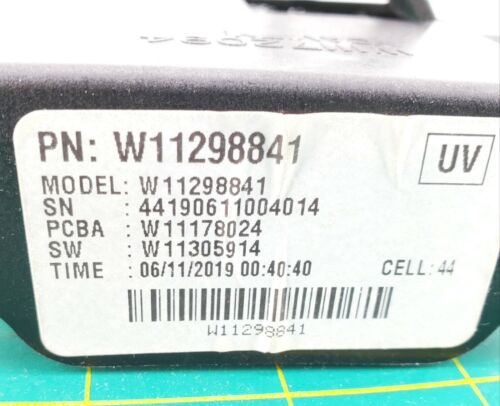 PN: W11298841
UV
MODEL: W11298841
SN : 44190611004014
PCBA : W11178024
SW : W11305914
TIME : 06/11/2019 00:40:40 CELL: 44
W11298841